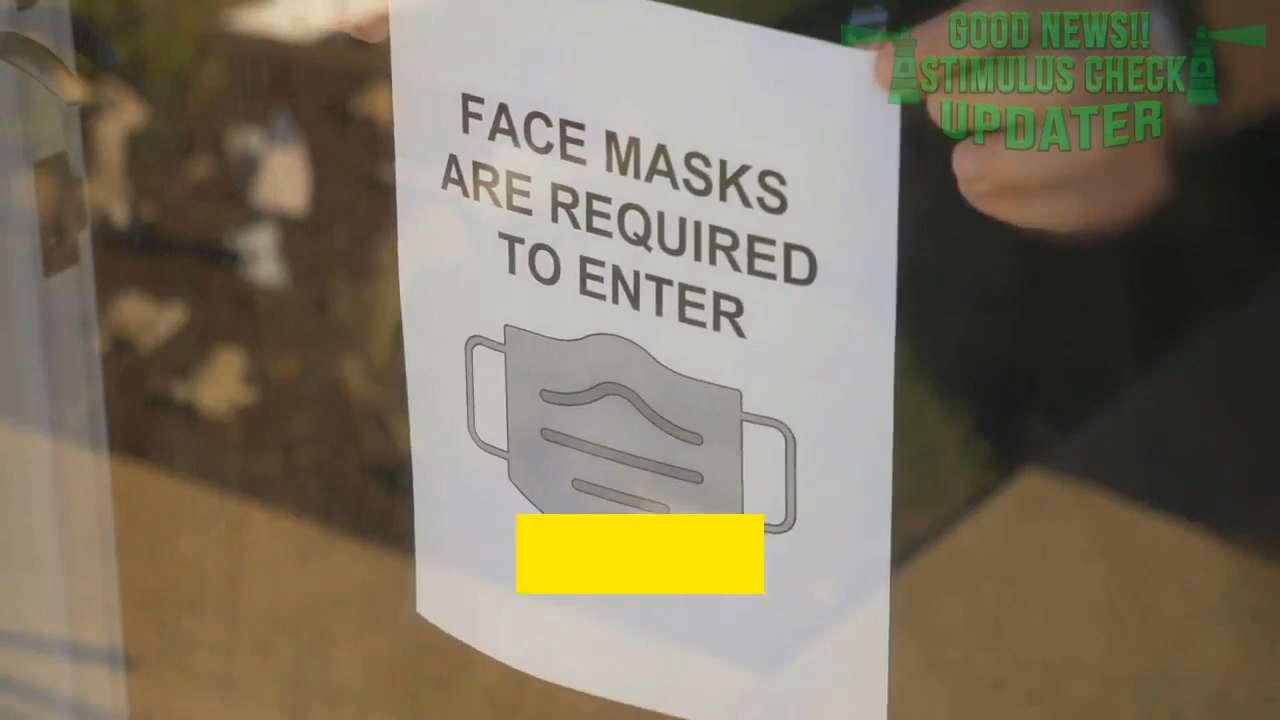 GOOD NEWS!!
STIMULUS CHECK
UPDATER
FACE MASKS
ARE REQUIRED
TO ENTER